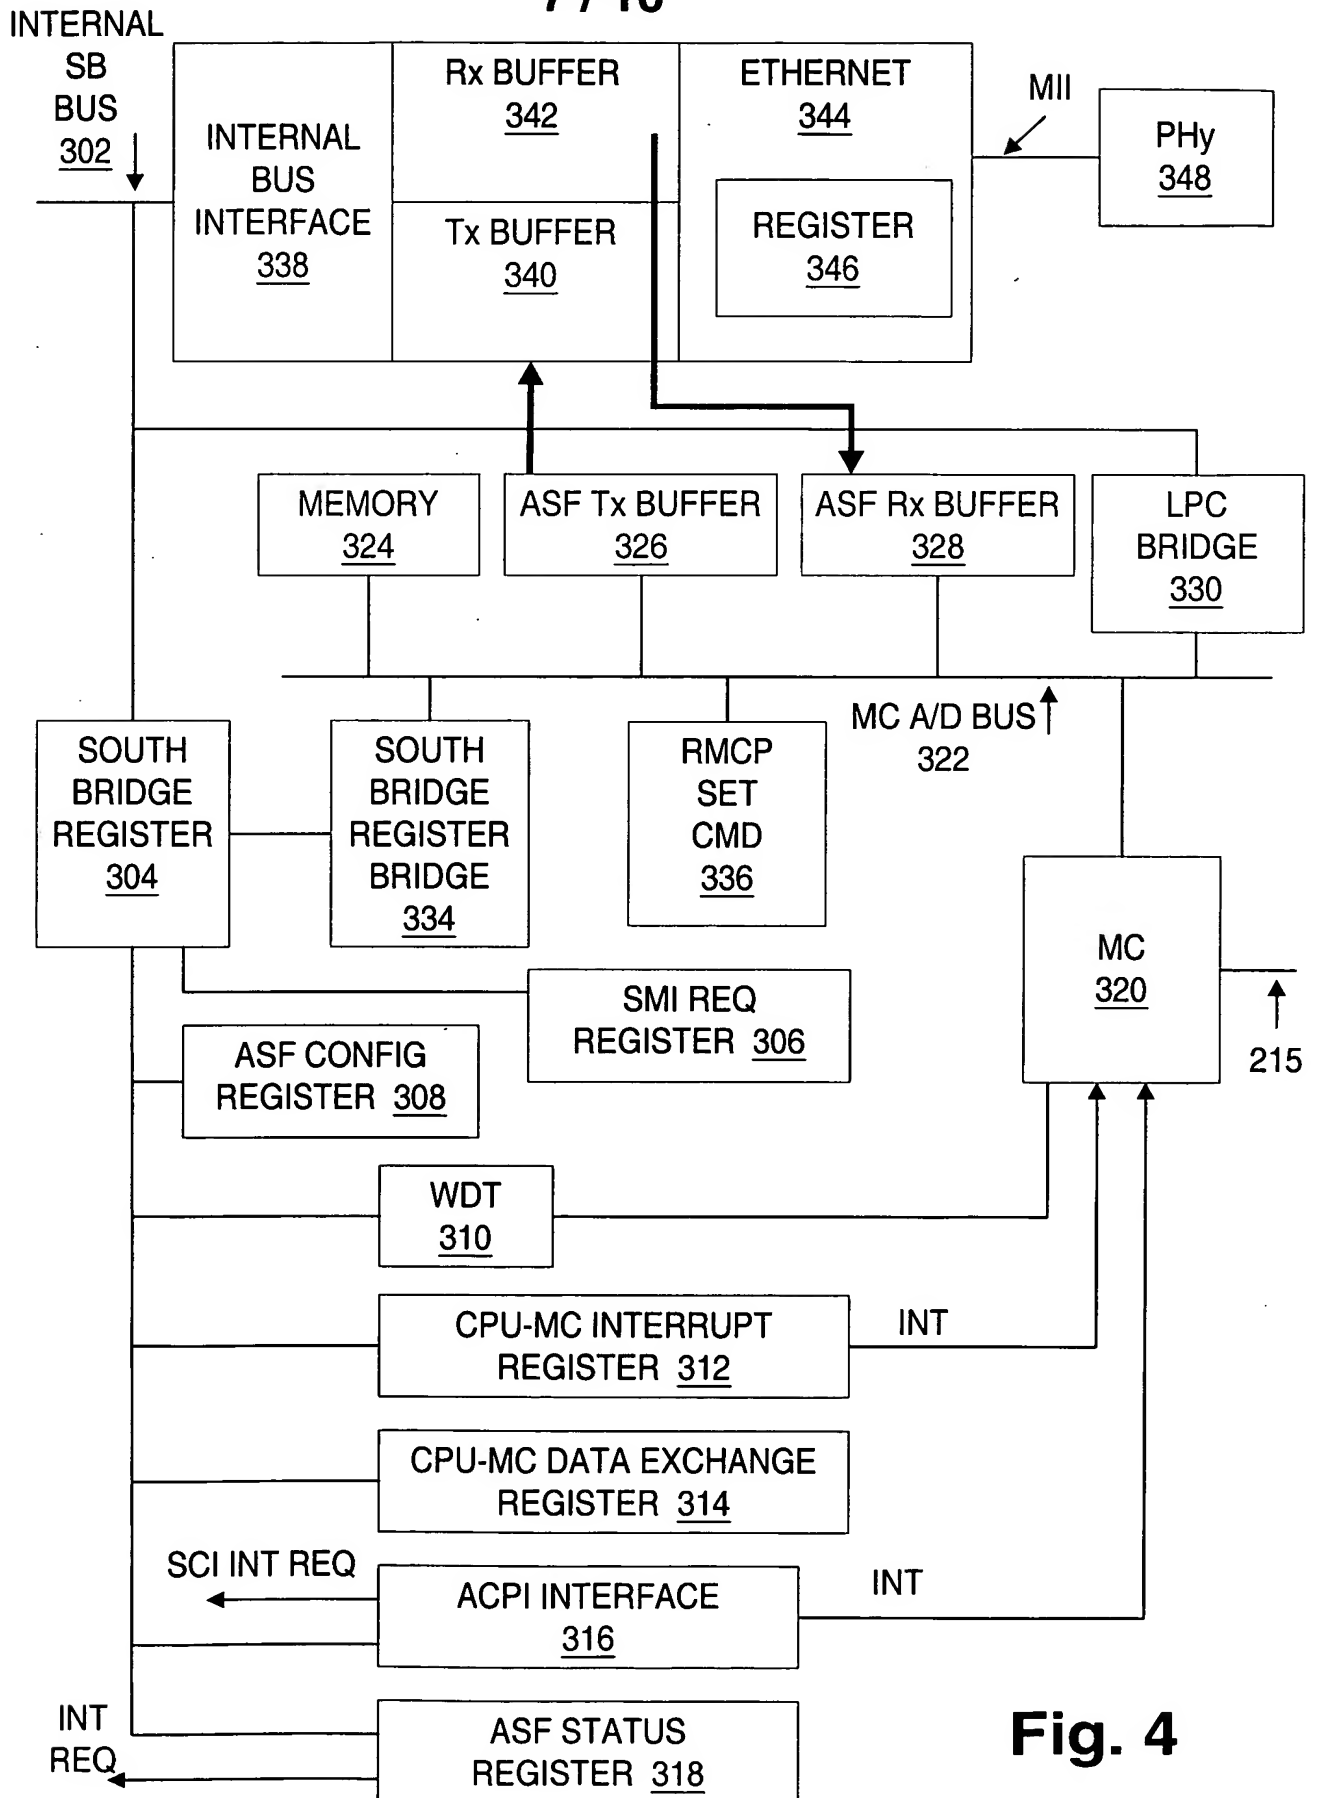 7 / 16
INTERNAL
SB
BUS
302
INTERNAL
BUS
INTERFACE
338
Rx BUFFER
342
Tx BUFFER
340
ETHERNET
344
REGISTER
346
MII
PHy
348
MEMORY
324
ASF Tx BUFFER
326
ASF Rx BUFFER
328
LPC
BRIDGE
330
MC A/D BUS
322
SOUTH
BRIDGE
REGISTER
304
SOUTH
BRIDGE
REGISTER
BRIDGE
334
RMCP
SET
CMD
336
MC
320
215
SMI REQ
REGISTER 306
ASF CONFIG
REGISTER 308
WDT
310
CPU-MC INTERRUPT
REGISTER 312
INT
CPU-MC DATA EXCHANGE
REGISTER 314
SCI INT REQ
ACPI INTERFACE
316
INT
INT
REQ
ASF STATUS
REGISTER 318
Fig. 4